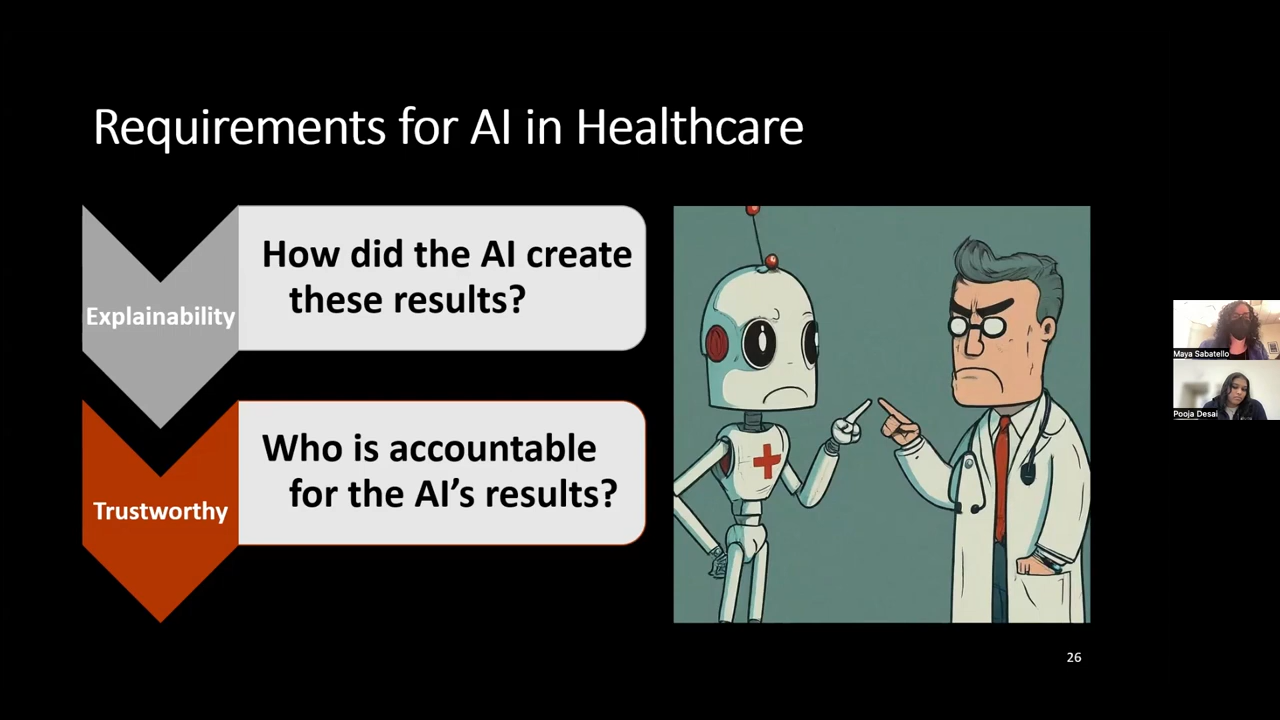 Requirements for AI in Healthcare
Explainability
How did the AI create
these results?
Trustworthy
Who is accountable
for the AI’s results?
26
Maya Sabatello
Pooja Desai